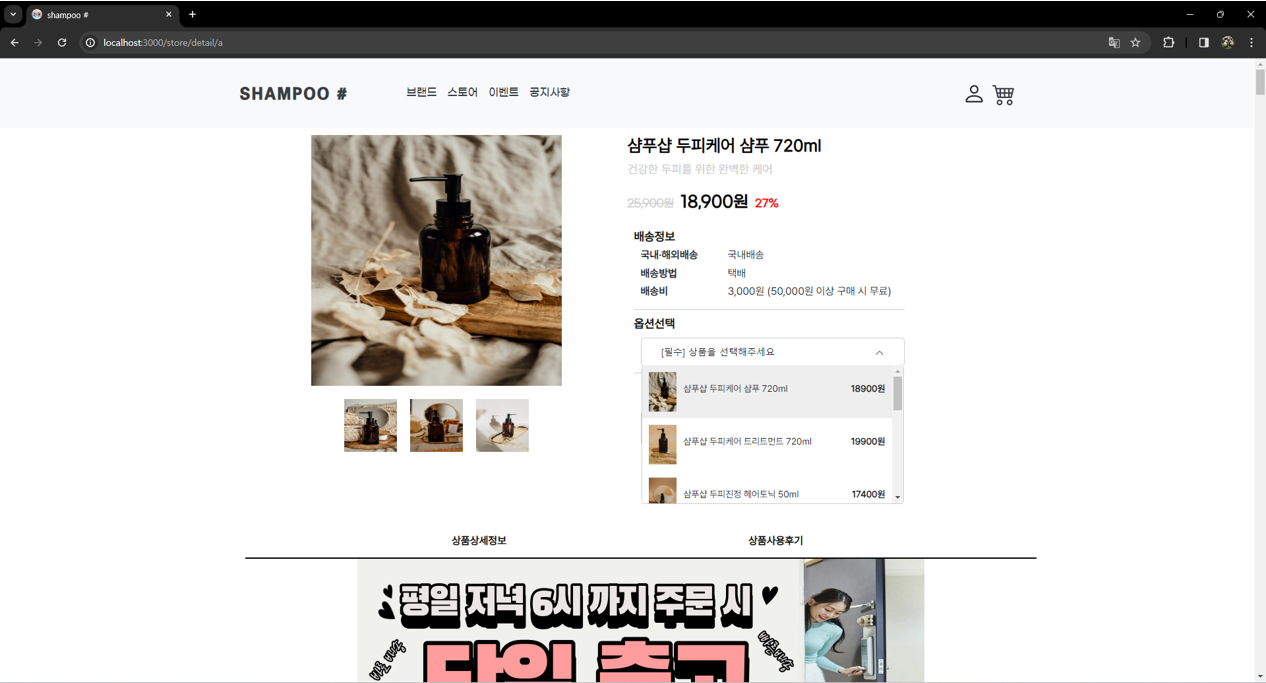 shampoo #
localhost:3000/store/detail/a
SHAMPOO #
브랜드 스토어 이벤트 공지사항
샴푸샵 두피케어 샴푸 720ml
건강한 두피를 위한 완벽한 케어
25,900원 18,900원 27%
배송정보
국내·해외배송 국내배송
배송방법 택배
배송비 3,000원 (50,000원 이상 구매 시 무료)
옵션선택
[필수] 상품을 선택해주세요
샴푸샵 두피케어 샴푸 720ml 18900원
샴푸샵 두피케어 트리트먼트 720ml 19900원
샴푸샵 두피진정 헤어토닉 50ml 17400원
상품상세정보 상품사용후기
평일 저녁 6시 까지 주문 시
당일 출고